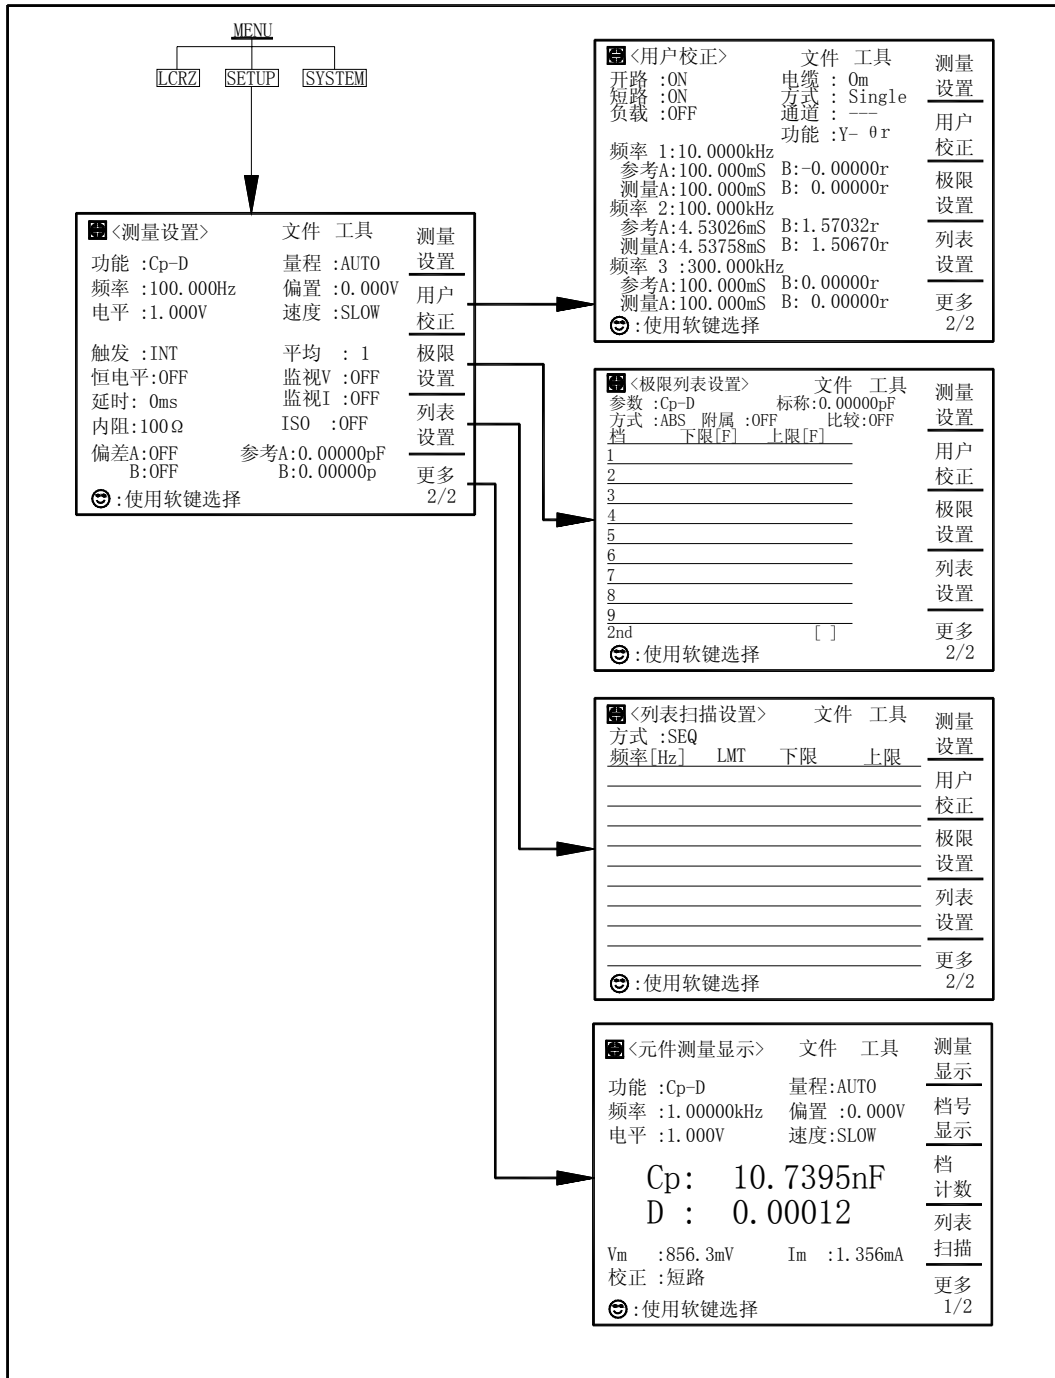 MENU
LCRZ SETUP SYSTEM
<测量设置> 文件 工具
功能 :Cp-D 量程 :AUTO
频率 :100.000Hz 偏置 :0.000V
电平 :1.000V 速度 :SLOW
触发 :INT 平均 : 1
恒电平:OFF 监视V :OFF
延时: 0ms 监视I :OFF
内阻:100Ω ISO :OFF
偏差A:OFF 参考A:0.00000pF
B:OFF B:0.00000p
:使用软键选择
测量
设置
用户
校正
极限
设置
列表
设置
更多
2/2
<用户校正> 文件 工具
开路 :ON 电缆 : 0m
短路 :ON 方式 : Single
负载 :OFF 通道 : ---
功能 :Y- θr
频率 1:10.0000kHz
参考A:100.000mS B:-0.00000r
测量A:100.000mS B: 0.00000r
频率 2:100.000kHz
参考A:4.53026mS B:1.57032r
测量A:4.53758mS B: 1.50670r
频率 3 :300.000kHz
参考A:100.000mS B:0.00000r
测量A:100.000mS B: 0.00000r
:使用软键选择
测量
设置
用户
校正
极限
设置
列表
设置
更多
2/2
<极限列表设置> 文件 工具
参数 :Cp-D 标称:0.00000pF
方式 :ABS 附属 :OFF 比较:OFF
档 下限[F] 上限[F]
1
2
3
4
5
6
7
8
9
2nd [ ]
:使用软键选择
测量
设置
用户
校正
极限
设置
列表
设置
更多
2/2
<列表扫描设置> 文件 工具
方式 :SEQ
频率[Hz] LMT 下限 上限
:使用软键选择
测量
设置
用户
校正
极限
设置
列表
设置
更多
2/2
<元件测量显示> 文件 工具
功能 :Cp-D 量程:AUTO
频率 :1.00000kHz 偏置 :0.000V
电平 :1.000V 速度:SLOW
Cp: 10.7395nF
D : 0.00012
Vm :856.3mV Im :1.356mA
校正 :短路
:使用软键选择
测量
显示
档号
显示
档
计数
列表
扫描
更多
1/2